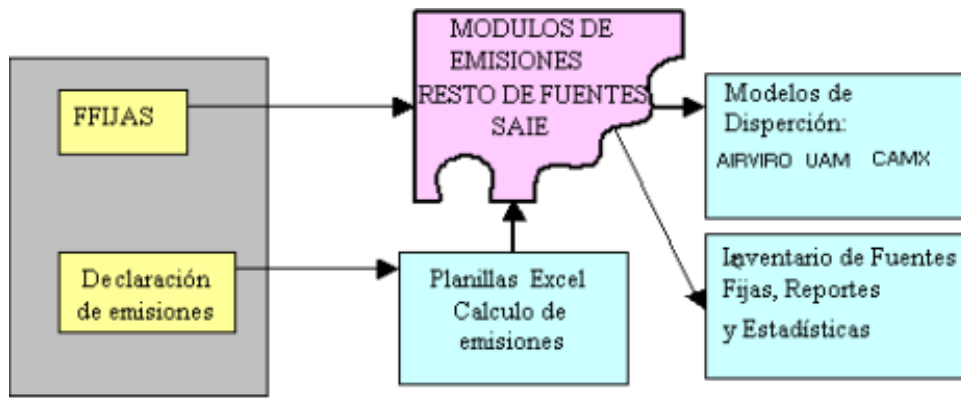 MODULOS DE
EMISIONES
RESTO DE FUENTES
SAIE
FFIJAS
Modelos de
Disperción:
AIRVIRO UAM CAMX
Declaración
de emisiones
Planillas Excel
Calculo de
emisiones
Inventario de Fuentes
Fijas, Reportes
y Estadísticas